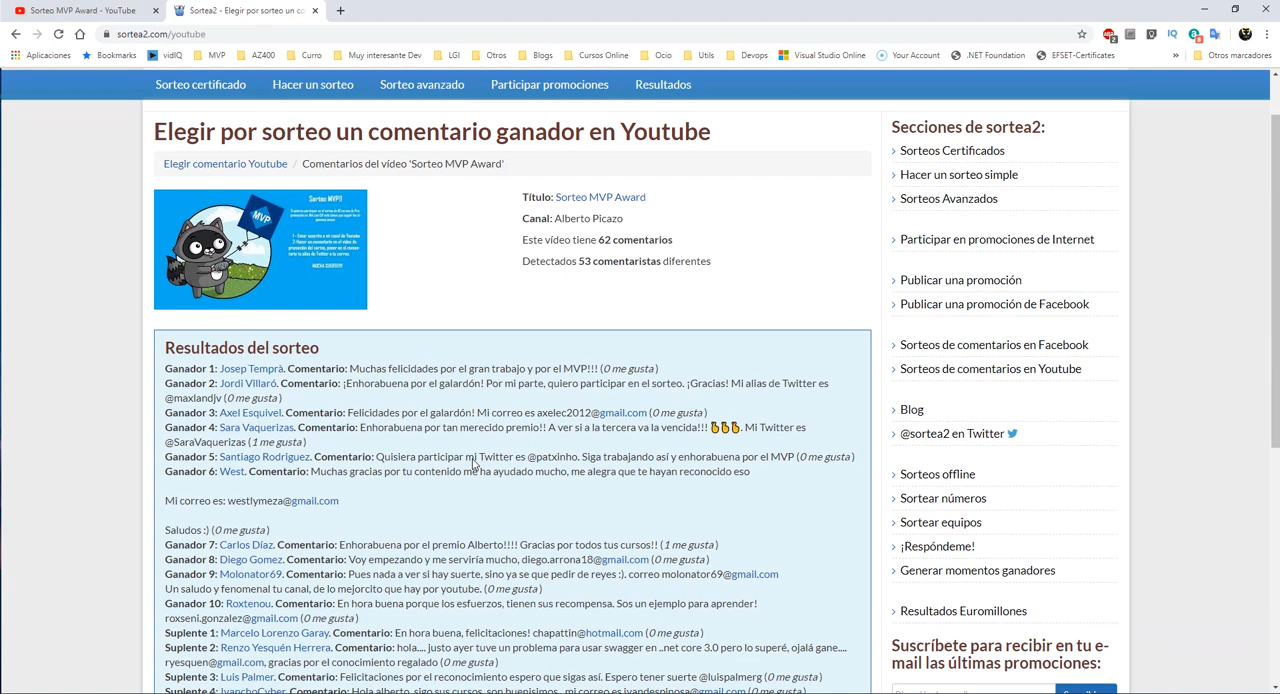 Sorteo MVP Award - YouTube
Sortea2 - Elegir por sorteo un co
sortea2.com/youtube
Aplicaciones Bookmarks vidIQ MVP AZ400 Curro Muy interesante Dev LGI Otros Blogs Cursos Online Ocio Utils Devops Visual Studio Online Your Account .NET Foundation EFSET-Certificates » Otros marcadores
Sorteo certificado Hacer un sorteo Sorteo avanzado Participar promociones Resultados
Elegir por sorteo un comentario ganador en Youtube
Elegir comentario Youtube / Comentarios del vídeo 'Sorteo MVP Award'
Sorteo MVP!!
MVP
MUCHA SUERTE!!!
Título: Sorteo MVP Award
Canal: Alberto Picazo
Este vídeo tiene 62 comentarios
Detectados 53 comentaristas diferentes
Resultados del sorteo
Ganador 1: Josep Temprà. Comentario: Muchas felicidades por el gran trabajo y por el MVP!!! (0 me gusta)
Ganador 2: Jordi Villaró. Comentario: ¡Enhorabuena por el galardón! Por mi parte, quiero participar en el sorteo. ¡Gracias! Mi alias de Twitter es
@maxlandjv (0 me gusta)
Ganador 3: Axel Esquivel. Comentario: Felicidades por el galardón! Mi correo es axelec2012@gmail.com (0 me gusta)
Ganador 4: Sara Vaquerizas. Comentario: Enhorabuena por tan merecido premio!! A ver si a la tercera va la vencida!!! . Mi Twitter es
@SaraVaquerizas (1 me gusta)
Ganador 5: Santiago Rodriguez. Comentario: Quisiera participar mi Twitter es @patxinho. Siga trabajando así y enhorabuena por el MVP (0 me gusta)
Ganador 6: West. Comentario: Muchas gracias por tu contenido me ha ayudado mucho, me alegra que te hayan reconocido eso
Mi correo es: westlymeza@gmail.com
Saludos :) (0 me gusta)
Ganador 7: Carlos Díaz. Comentario: Enhorabuena por el premio Alberto!!!! Gracias por todos tus cursos!! (1 me gusta)
Ganador 8: Diego Gomez. Comentario: Voy empezando y me serviría mucho, diego.arrona18@gmail.com (0 me gusta)
Ganador 9: Molonator69. Comentario: Pues nada a ver si hay suerte, sino ya se que pedir de reyes :). correo molonator69@gmail.com
Un saludo y fenomenal tu canal, de lo mejorcito que hay por youtube. (0 me gusta)
Ganador 10: Roxtenou. Comentario: En hora buena porque los esfuerzos, tienen sus recompensa. Sos un ejemplo para aprender!
roxseni.gonzalez@gmail.com (0 me gusta)
Suplente 1: Marcelo Lorenzo Garay. Comentario: En hora buena, felicitaciones! chapattin@hotmail.com (0 me gusta)
Suplente 2: Renzo Yesquén Herrera. Comentario: hola.... justo ayer tuve un problema para usar swagger en ..net core 3.0 pero lo superé, ojalá gane....
ryesquen@gmail.com, gracias por el conocimiento regalado (0 me gusta)
Suplente 3: Luis Palmer. Comentario: Felicitaciones por el reconocimiento espero que sigas así. Espero tener suerte @luispalmerg (0 me gusta)
Comentario: Hola alberto, sigo sus cursos, son buenisimos.. mi correo es ivandespinosa@gmail.com (0 me gusta)
Secciones de sortea2:
Sorteos Certificados
Hacer un sorteo simple
Sorteos Avanzados
Participar en promociones de Internet
Publicar una promoción
Publicar una promoción de Facebook
Sorteos de comentarios en Facebook
Sorteos de comentarios en Youtube
Blog
@sortea2 en Twitter
Sorteos offline
Sortear números
Sortear equipos
¡Respóndeme!
Generar momentos ganadores
Resultados Euromillones
Suscríbete para recibir en tu e-
mail las últimas promociones: